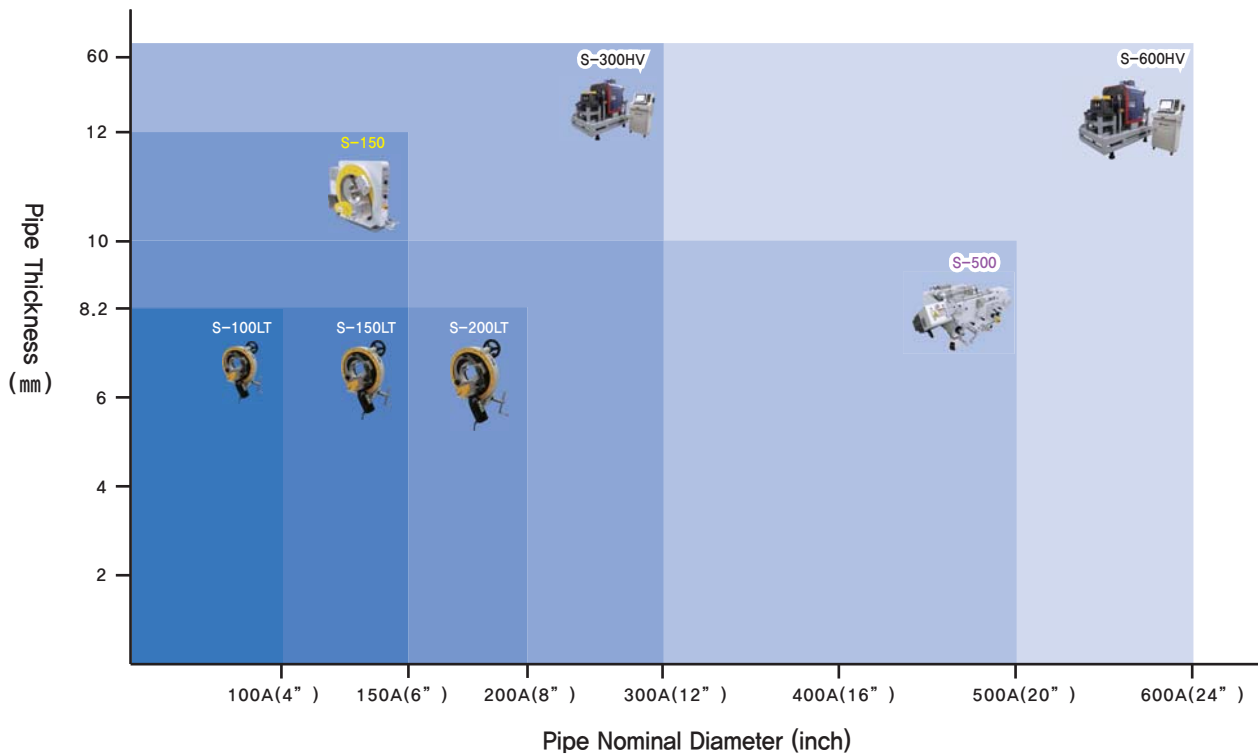 60
S-300HV
S-600HV
12
S-150
10
S-500
8.2
S-100LT
S-150LT
S-200LT
6
4
2
Pipe Thickness
(㎜)
100A(4”)
150A(6”)
200A(8”)
300A(12”)
400A(16”)
500A(20”)
600A(24”)
Pipe Nominal Diameter (inch)